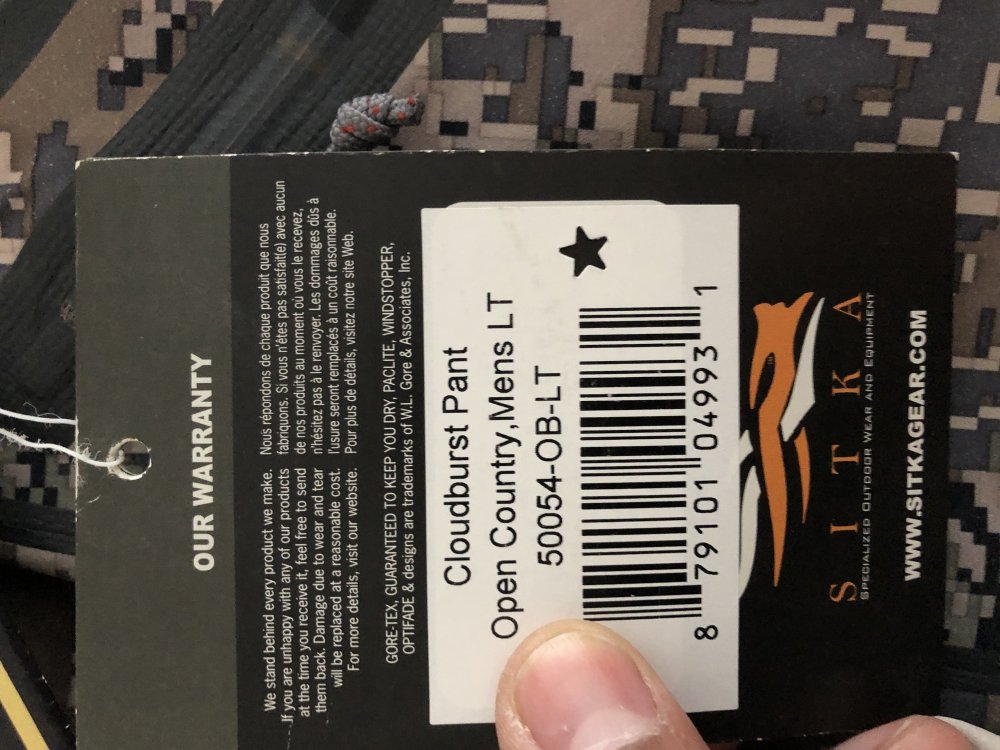 OUR WARRANTY
We stand behind every product we make.
If you are unhappy with any of our products
at the time you receive it, feel free to send
them back. Damage due to wear and tear
will be replaced at a reasonable cost.
For more details, visit our website.
Nous répondons de chaque produit que nous
fabriquons. Si vous n'êtes pas satisfait(e) avec aucun
de nos produits au moment où vous le recevez,
n'hésitez pas à le renvoyer. Les dommages dûs à
l'usure seront remplacés à un coût raisonnable.
Pour plus de détails, visitez notre site Web.
GORE-TEX, GUARANTEED TO KEEP YOU DRY, PACLITE, WINDSTOPPER,
OPTIFADE & designs are trademarks of W.L. Gore & Associates, Inc.
Cloudburst Pant
Open Country,Mens LT
50054-OB-LT
8 79101 04993 1
SITKA
SPECIALIZED OUTDOOR WEAR AND EQUIPMENT
WWW.SITKAGEAR.COM